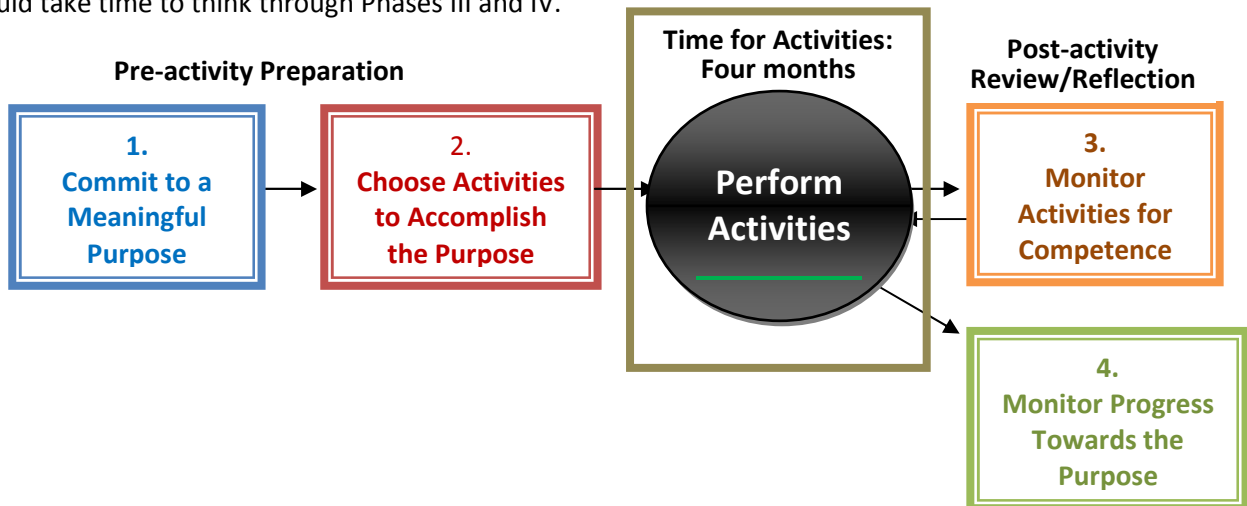 uld take time to think through Phases III and IV.
Pre-activity Preparation
Time for Activities:
Four months
Post-activity
Review/Reflection
1.
Commit to a
Meaningful
Purpose
2.
Choose Activities
to Accomplish
the Purpose
Perform
Activities
3.
Monitor
Activities for
Competence
4.
Monitor Progress
Towards the
Purpose